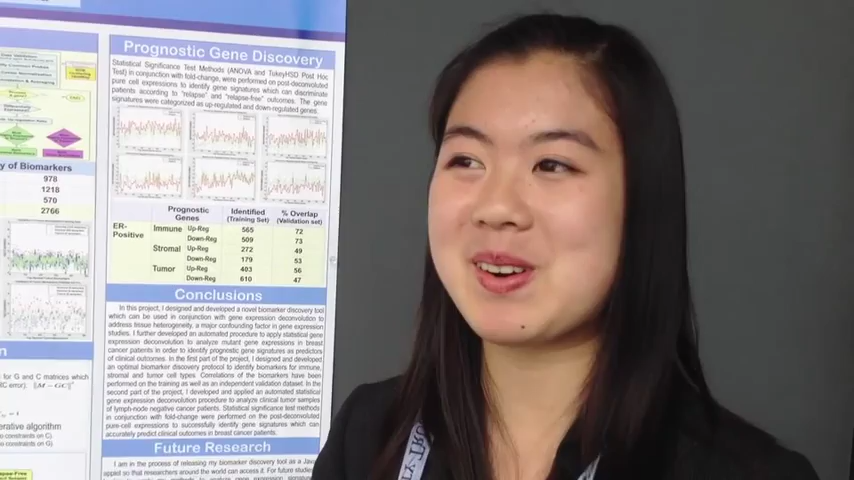 Prognostic Gene Discovery
Statistical Significance Test Methods (ANOVA and TukeyHSD Post Hoc
Test) in conjunction with fold-change, were performed on post-deconvoluted
pure cell expressions to identify gene signatures which can discriminate
patients according to "relapse" and "relapse-free" outcomes. The gene
signatures were categorized as up-regulated and down-regulated genes.
y of Biomarkers
978
1218
570
2766
Prognostic Genes Identified (Training Set) % Overlap (Validation set)
ER-Positive Immune Up-Reg 565 72
Down-Reg 509 73
Stromal Up-Reg 272 49
Down-Reg 179 53
Tumor Up-Reg 403 56
Down-Reg 610 47
Conclusions
In this project, I designed and developed a novel biomarker discovery tool
which can be used in conjunction with gene expression deconvolution to
address tissue heterogeneity, a major confounding factor in gene expression
studies. I further developed an automated procedure to apply statistical gene
expression deconvolution to analyze mutant gene expressions in breast
cancer patients in order to identify prognostic gene signatures as predictors
of clinical outcomes. In the first part of the project, I designed and developed
an optimal biomarker discovery protocol to identify biomarkers for immune,
stromal and tumor cell types. Correlations of the biomarkers have been
performed on the training as well as an independent validation dataset. In the
second part of the project, I developed and applied an automated statistical
gene expression deconvolution procedure to analyze clinical tumor samples
of lymph-node negative cancer patients. Statistical significance test methods
in conjunction with fold-change were performed on the post-deconvoluted
pure-cell expressions to successfully identify gene signatures which can
accurately predict clinical outcomes in breast cancer patients.
for G and C matrices which
erative algorithm
o constraints on C).
o constraints on G).
Future Research
I am in the process of releasing my biomarker discovery tool as a Java
applet so that researchers around the world can access it. For future studies